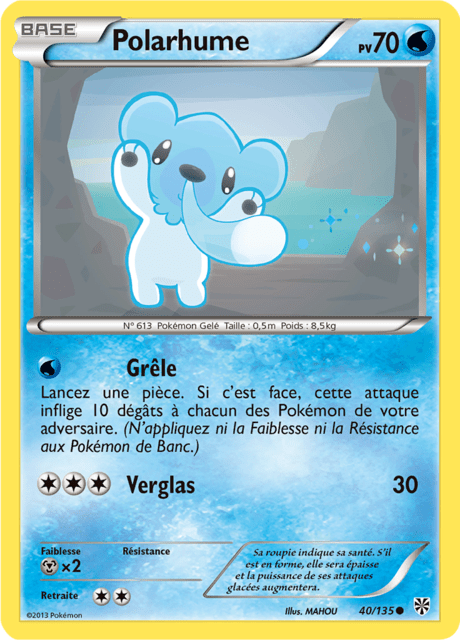 BASE
Polarhume
PV70
N° 613 Pokémon Gelé Taille : 0,5m Poids : 8,5kg
Grêle
Lancez une pièce. Si c'est face, cette attaque
inflige 10 dégâts à chacun des Pokémon de votre
adversaire. (N'appliquez ni la Faiblesse ni la Résistance
aux Pokémon de Banc.)
Verglas 30
Faiblesse Résistance
×2
Sa roupie indique sa santé. S'il
est en forme, elle sera épaisse
et la puissance de ses attaques
glacées augmentera.
Retraite
Illus. MAHOU 40/135
©2013 Pokémon